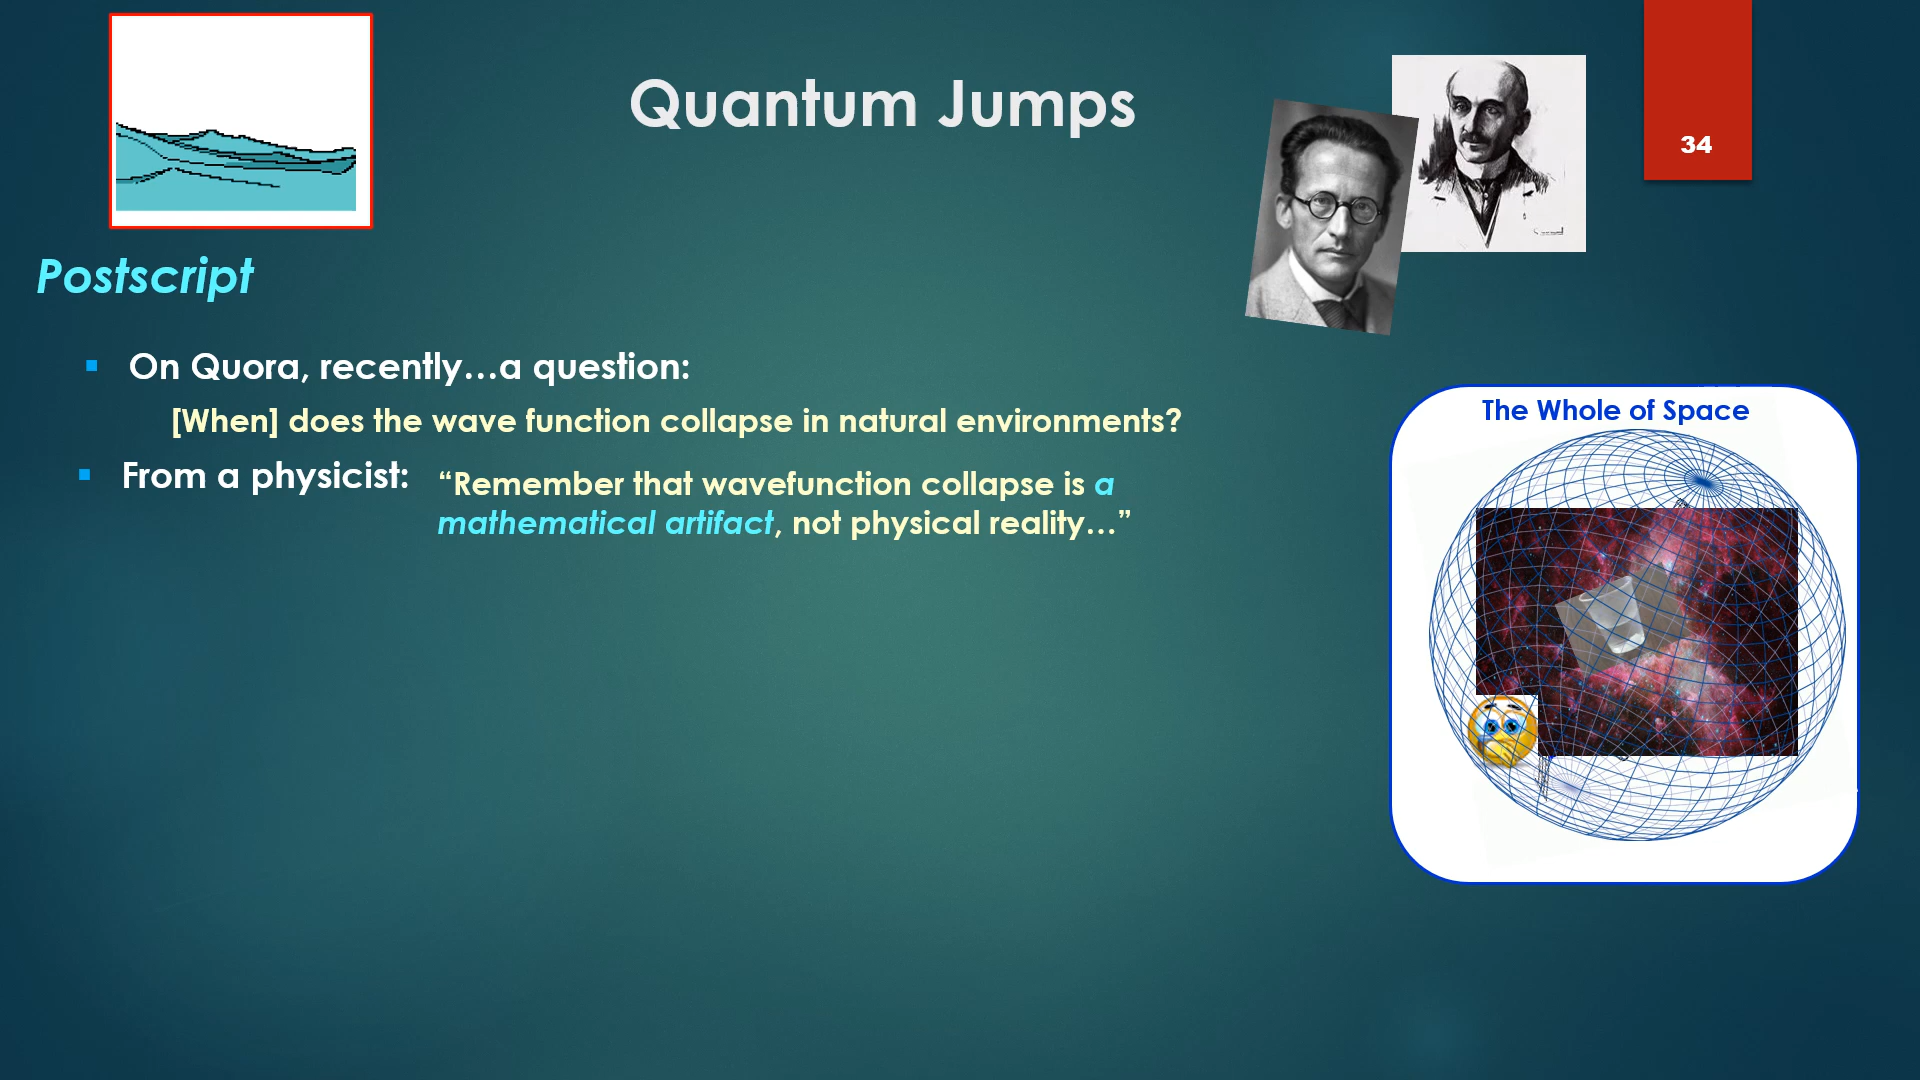 Quantum Jumps
34
Postscript
On Quora, recently…a question:
[When] does the wave function collapse in natural environments?
From a physicist:
“Remember that wavefunction collapse is a
mathematical artifact, not physical reality…”
The Whole of Space